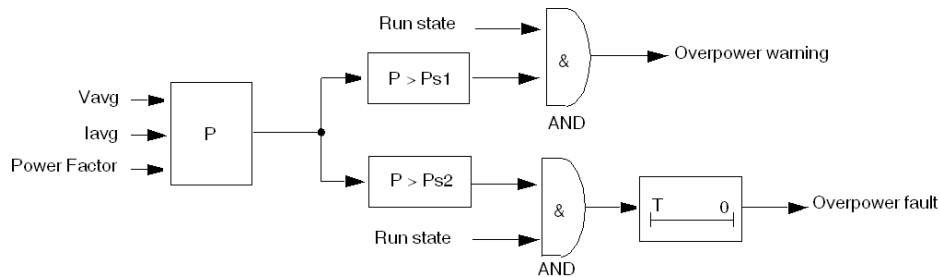 Run state
Overpower warning
P > Ps1
&
Vavg
AND
Iavg
P
Power Factor
P > Ps2
T 0
Overpower fault
&
Run state
AND